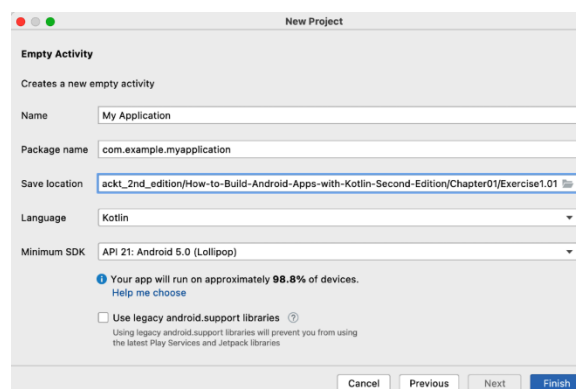 New Project
Empty Activity
Creates a new empty activity
Name My Application
Package name com.example.myapplication
Save location ackt_2nd_edition/How-to-Build-Android-Apps-with-Kotlin-Second-Edition/Chapter01/Exercise1.01
Language Kotlin
Minimum SDK API 21: Android 5.0 (Lollipop)
Your app will run on approximately 98.8% of devices.
Help me choose
Use legacy android.support libraries ?
Using legacy android.support libraries will prevent you from using
the latest Play Services and Jetpack libraries
Cancel Previous Next Finish